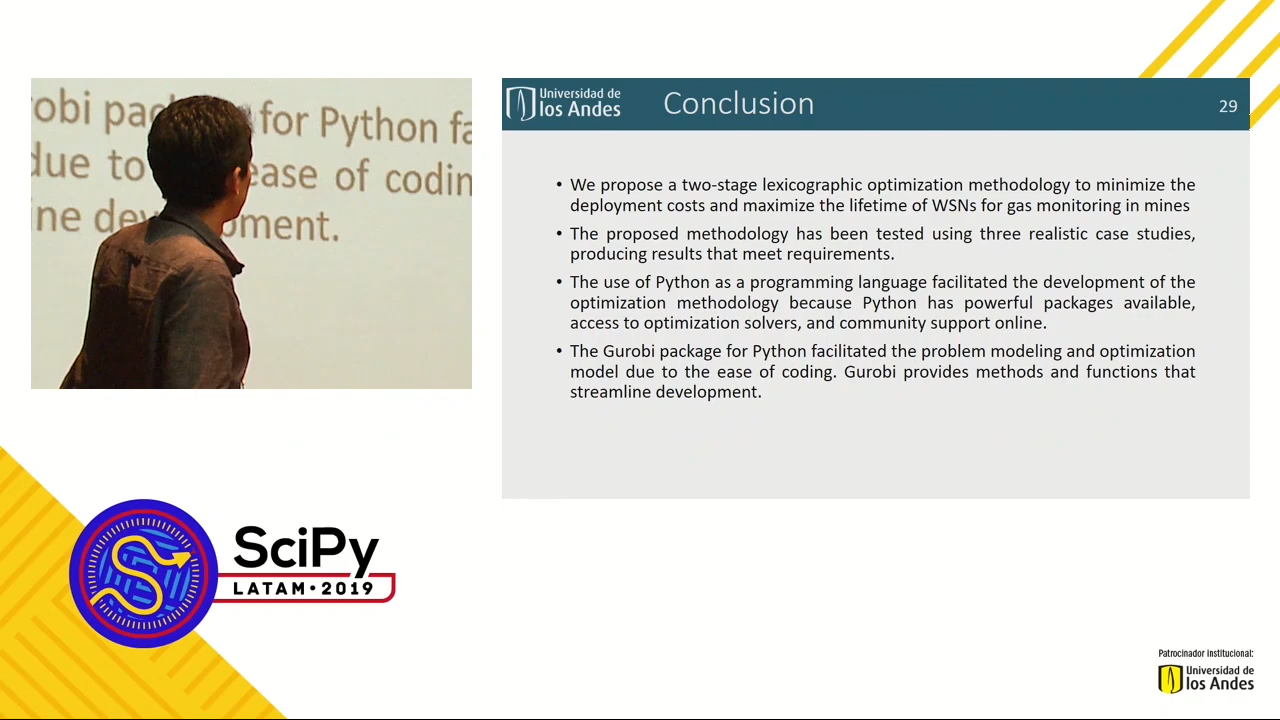 robi pac for Python fa
due to ease of coding
ine dev oment.
Universidad de
los Andes
Conclusion
29
• We propose a two-stage lexicographic optimization methodology to minimize the
deployment costs and maximize the lifetime of WSNs for gas monitoring in mines
• The proposed methodology has been tested using three realistic case studies,
producing results that meet requirements.
• The use of Python as a programming language facilitated the development of the
optimization methodology because Python has powerful packages available,
access to optimization solvers, and community support online.
• The Gurobi package for Python facilitated the problem modeling and optimization
model due to the ease of coding. Gurobi provides methods and functions that
streamline development.
SciPy
LATAM•2019
Patrocinador institucional:
Universidad de
los Andes